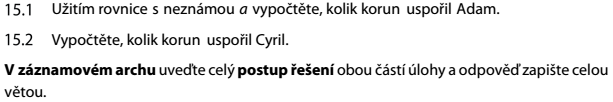 15.1 Užitím rovnice s neznámou a vypočtěte, kolik korun uspořil Adam.
15.2 Vypočtěte, kolik korun uspořil Cyril.
V záznamovém archu uveďte celý postup řešení obou částí úlohy a odpověď zapište celou
větou.